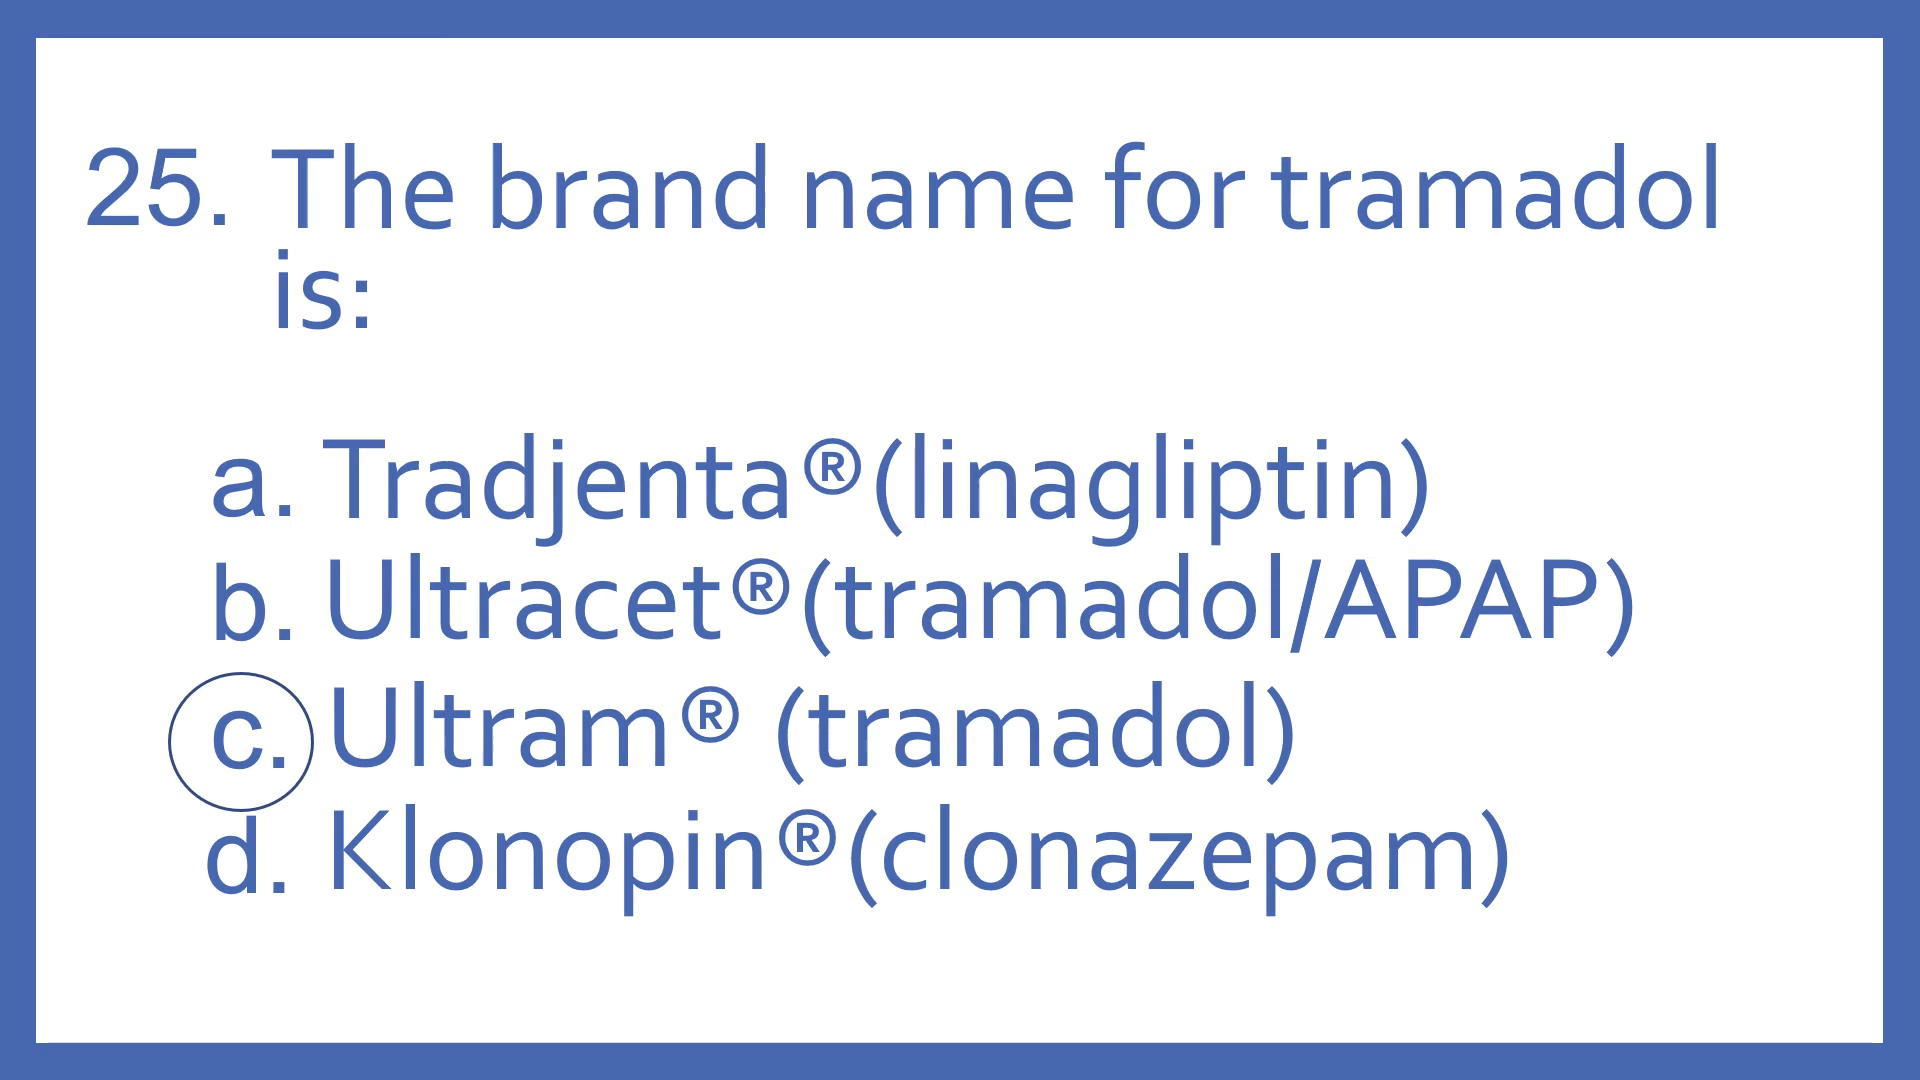 25. The brand name for tramadol
is:
a. Tradjenta®(linagliptin)
b. Ultracet®(tramadol/APAP)
c. Ultram® (tramadol)
d. Klonopin®(clonazepam)